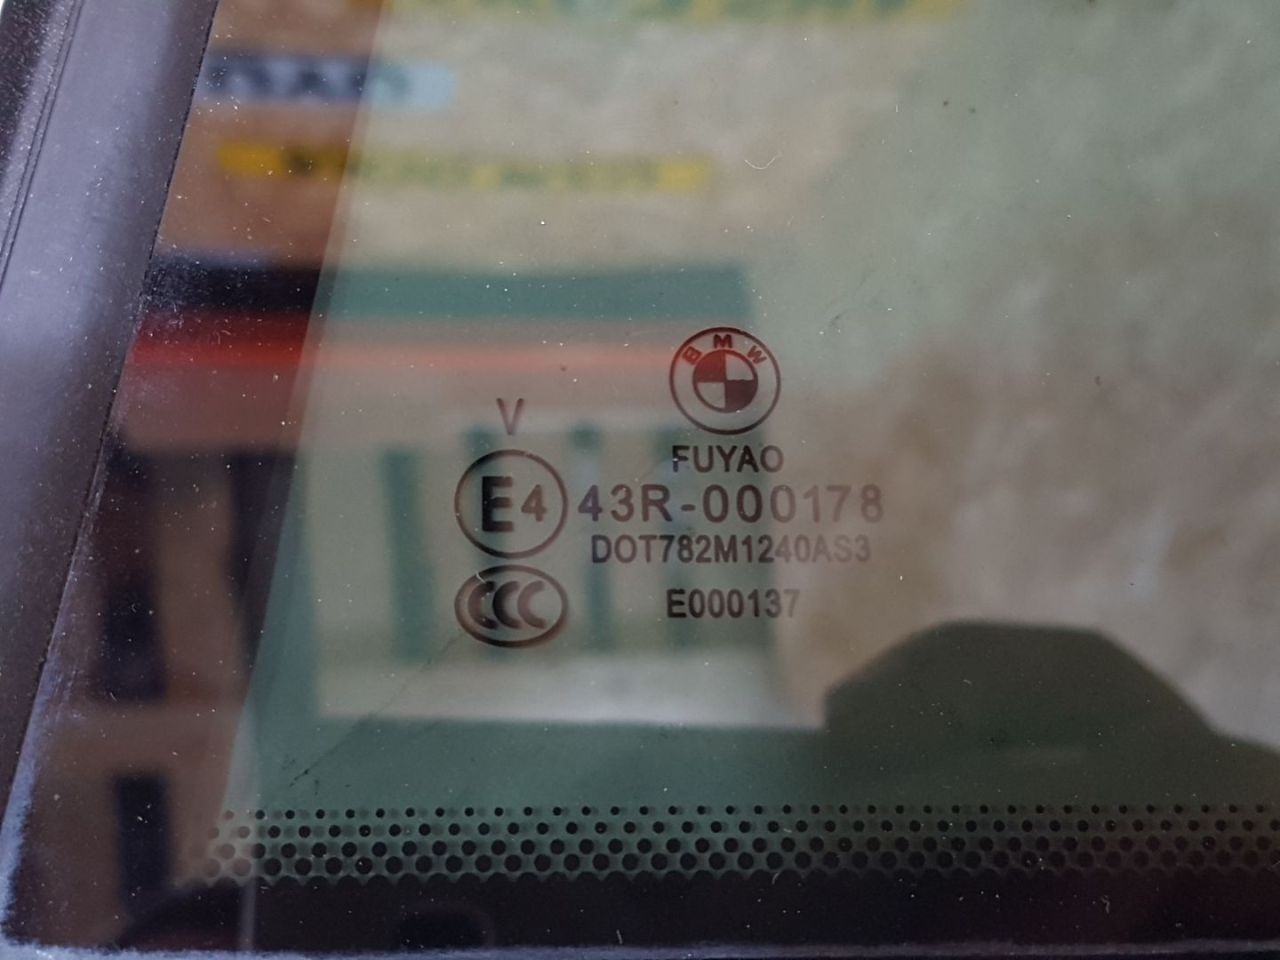 BMW
V
FUYAO
E4 43R-000178
DOT782M1240AS3
CCC E000137